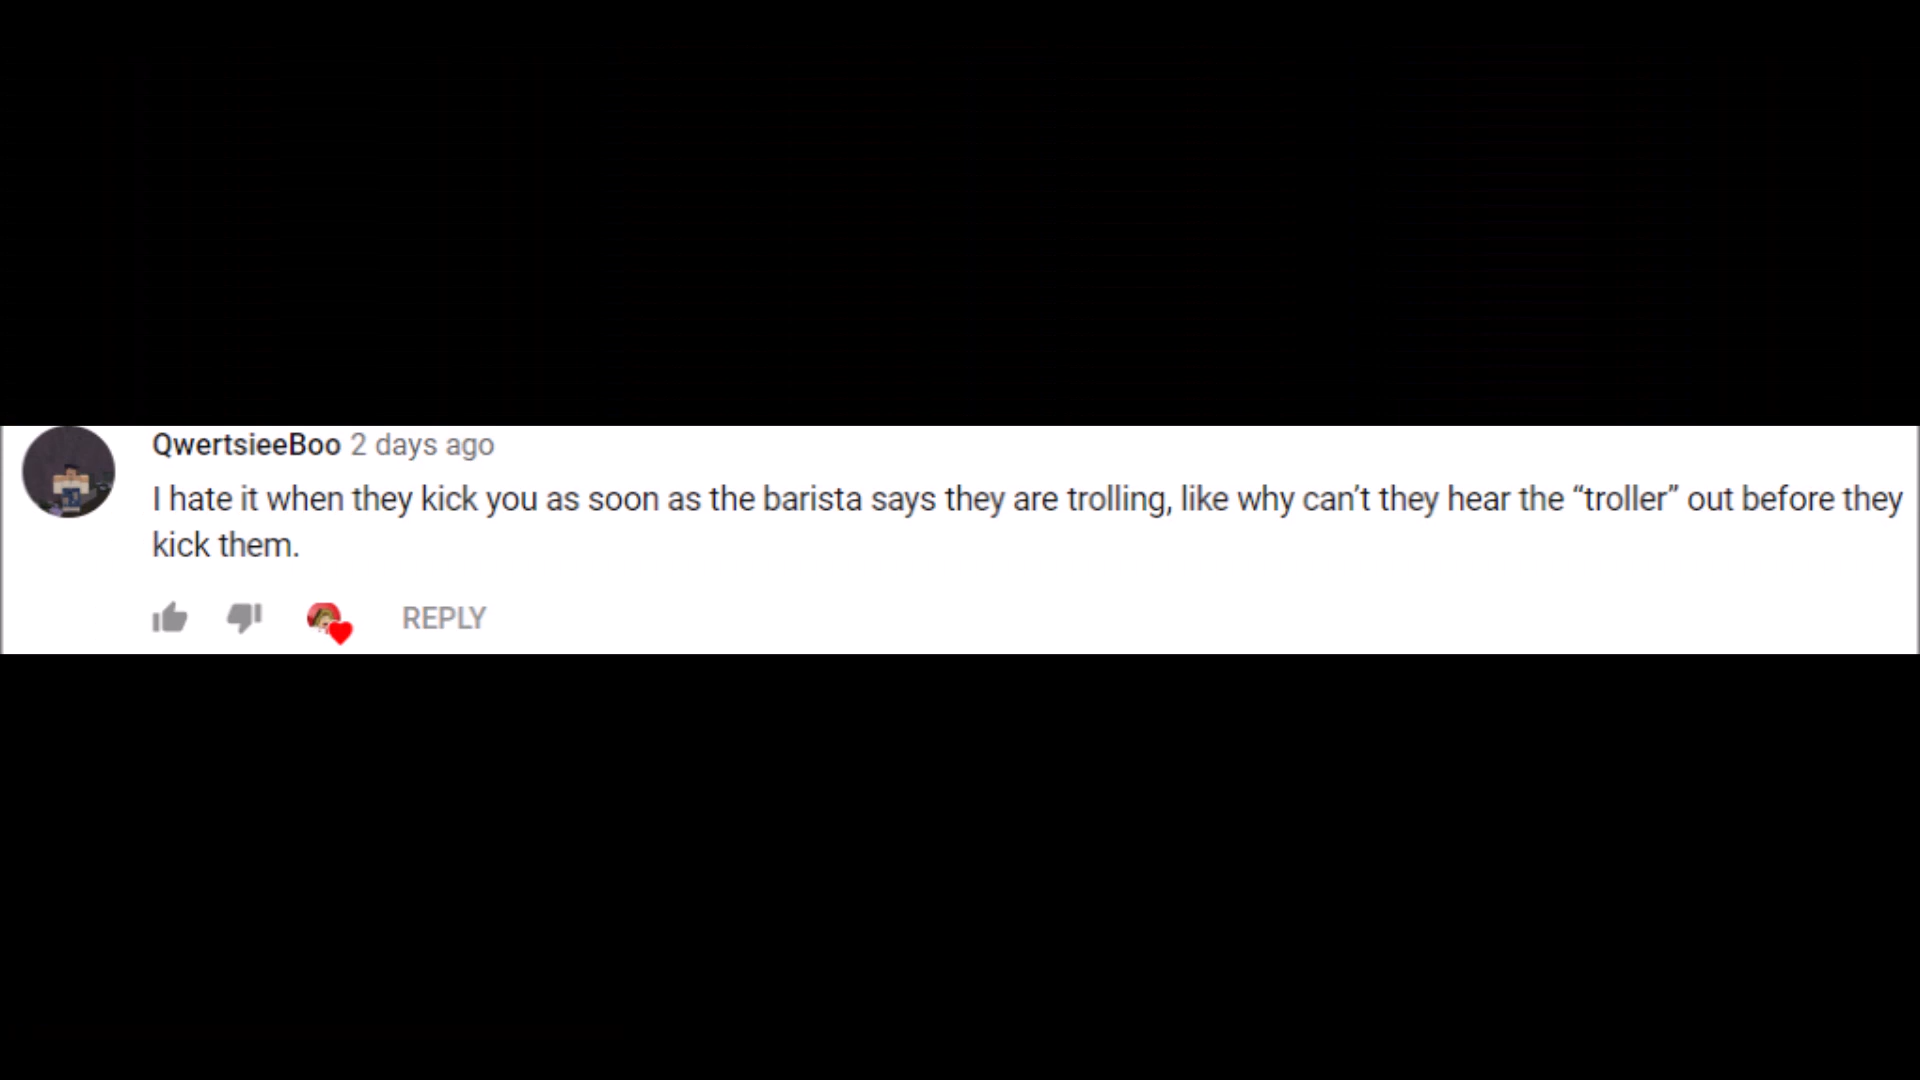 QwertsieeBoo 2 days ago
I hate it when they kick you as soon as the barista says they are trolling, like why can’t they hear the “troller” out before they
kick them.
REPLY